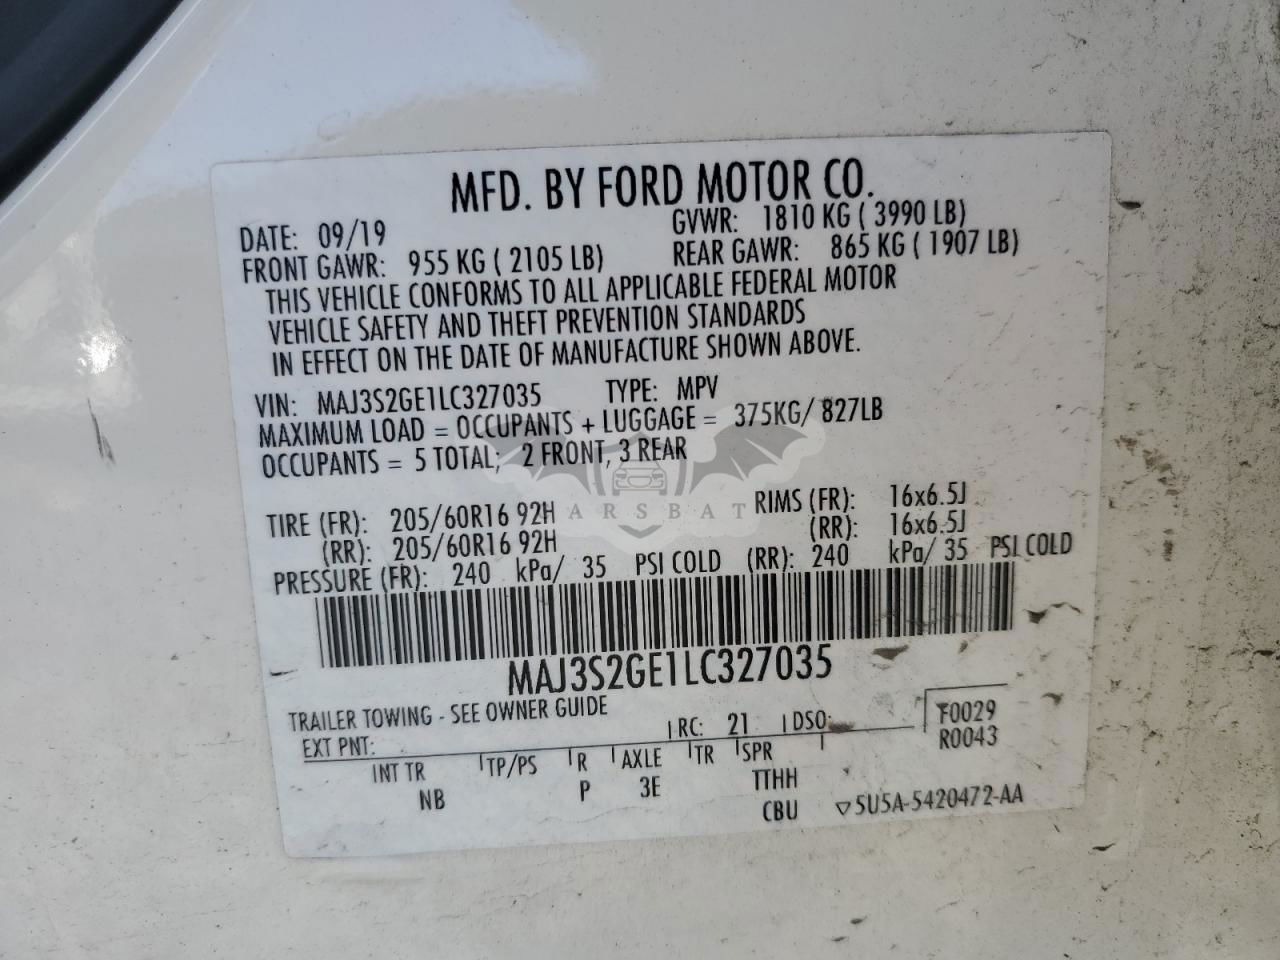 MFD. BY FORD MOTOR CO.
DATE: 09/19 GVWR: 1810 KG ( 3990 LB)
FRONT GAWR: 955 KG ( 2105 LB) REAR GAWR: 865 KG ( 1907 LB)
THIS VEHICLE CONFORMS TO ALL APPLICABLE FEDERAL MOTOR
VEHICLE SAFETY AND THEFT PREVENTION STANDARDS
IN EFFECT ON THE DATE OF MANUFACTURE SHOWN ABOVE.
VIN: MAJ3S2GE1LC327035 TYPE: MPV
MAXIMUM LOAD = OCCUPANTS + LUGGAGE = 375KG/ 827LB
OCCUPANTS = 5 TOTAL; 2 FRONT, 3 REAR
ARSBAT
TIRE (FR): 205/60R16 92H RIMS (FR): 16x6.5J
(RR): 205/60R16 92H (RR): 16x6.5J
PRESSURE (FR): 240 kPa/ 35 PSI COLD (RR): 240 kPa/ 35 PSI COLD
MAJ3S2GE1LC327035
TRAILER TOWING - SEE OWNER GUIDE
EXT PNT: RC: 21 DSO: F0029
R0043
INT TR TP/PS R AXLE TR SPR
NB P 3E TTHH
CBU 5U5A-5420472-AA